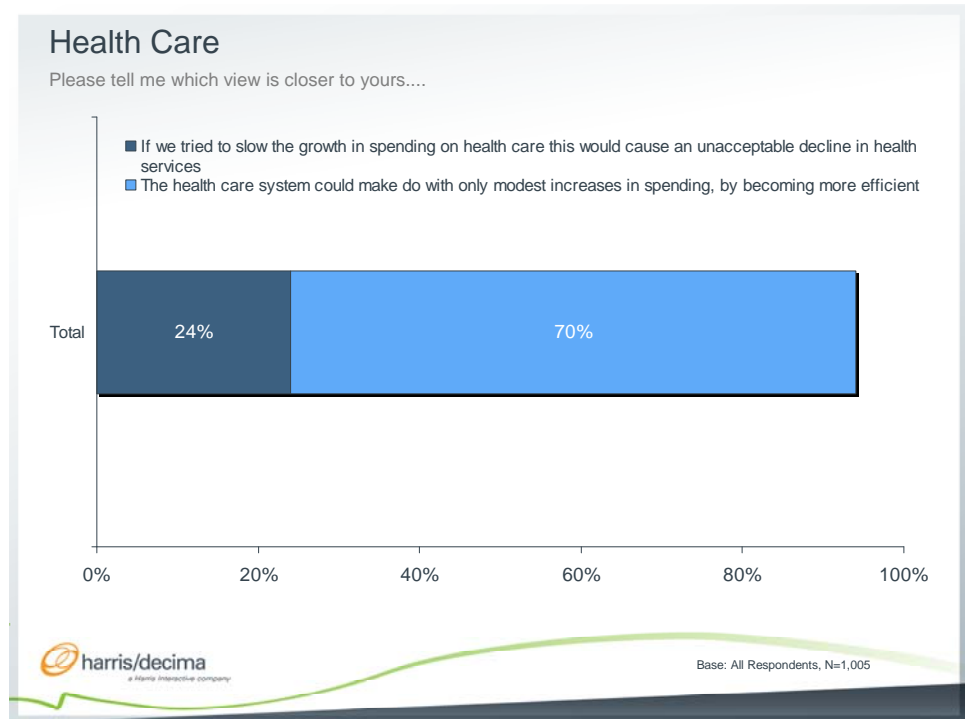 Health Care
Please tell me which view is closer to yours....
If we tried to slow the growth in spending on health care this would cause an unacceptable decline in health
services
The health care system could make do with only modest increases in spending, by becoming more efficient
Total
24%
70%
0%
20%
40%
60%
80%
100%
harris/decima
a Harris Interactive company
Base: All Respondents, N=1,005